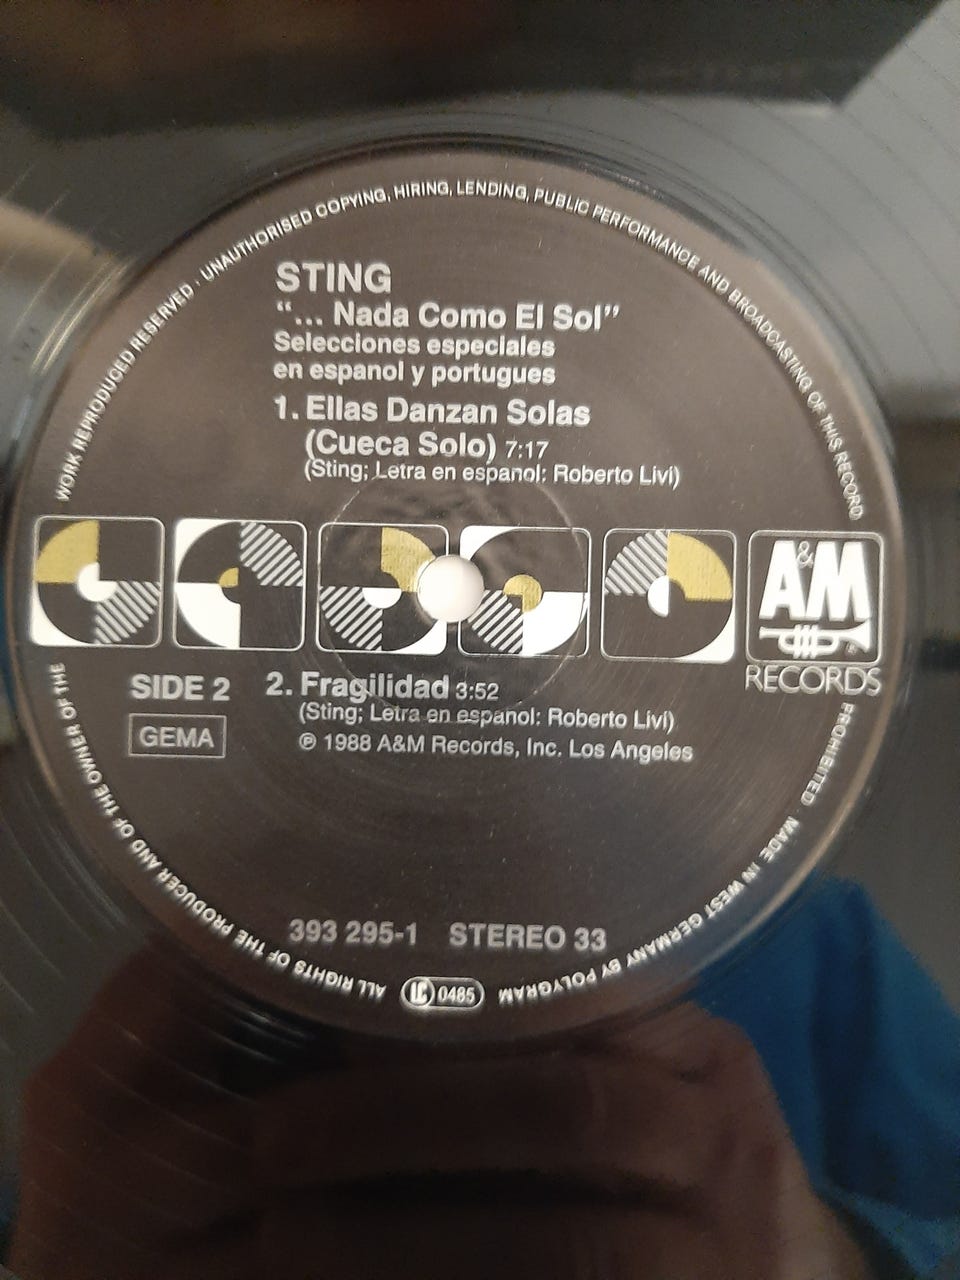 WORK REPRODUCED RESERVED · UNAUTHORISED COPYING, HIRING, LENDING, PUBLIC PERFORMANCE AND BROADCASTING OF THIS RECORD
STING
“... Nada Como El Sol”
Selecciones especiales
en espanol y portugues
1. Ellas Danzan Solas
(Cueca Solo) 7:17
(Sting; Letra en espanol: Roberto Livi)
A&M
RECORDS
SIDE 2
GEMA
2. Fragilidad 3:52
(Sting; Letra en espanol: Roberto Livi)
℗ 1988 A&M Records, Inc. Los Angeles
393 295-1 STEREO 33
PROHIBITED · MADE IN WEST GERMANY BY POLYGRAM
LC 0485
ALL RIGHTS OF THE PRODUCER AND OF THE OWNER OF THE